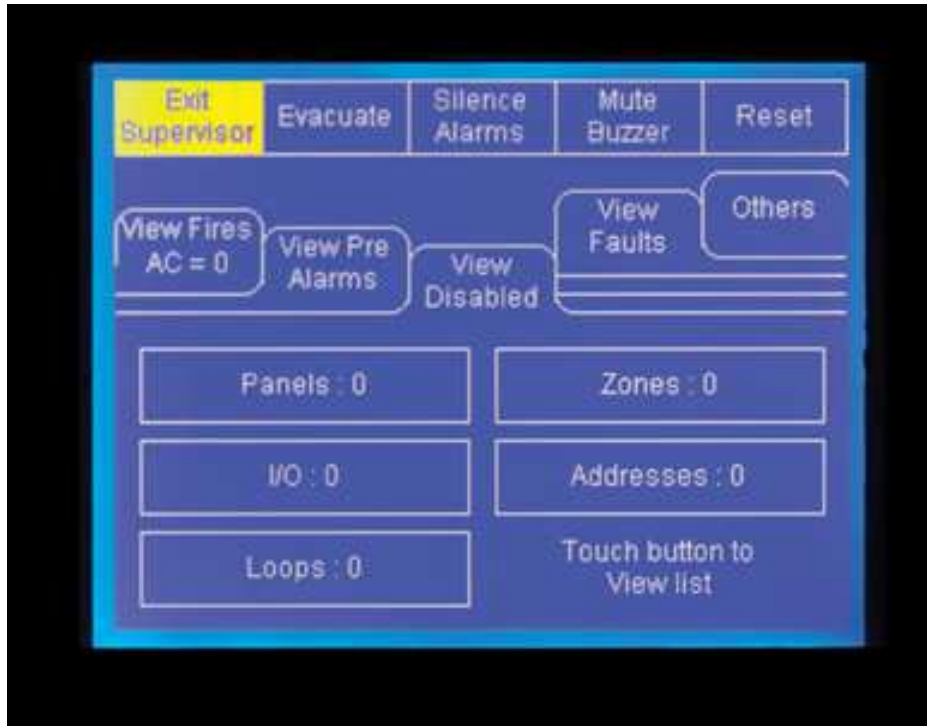 Exit
Supervisor
Evacuate
Silence
Alarms
Mute
Buzzer
Reset
View Fires
AC = 0
View Pre
Alarms
View
Disabled
View
Faults
Others
Panels : 0
Zones : 0
I/O : 0
Addresses : 0
Loops : 0
Touch button to
View list